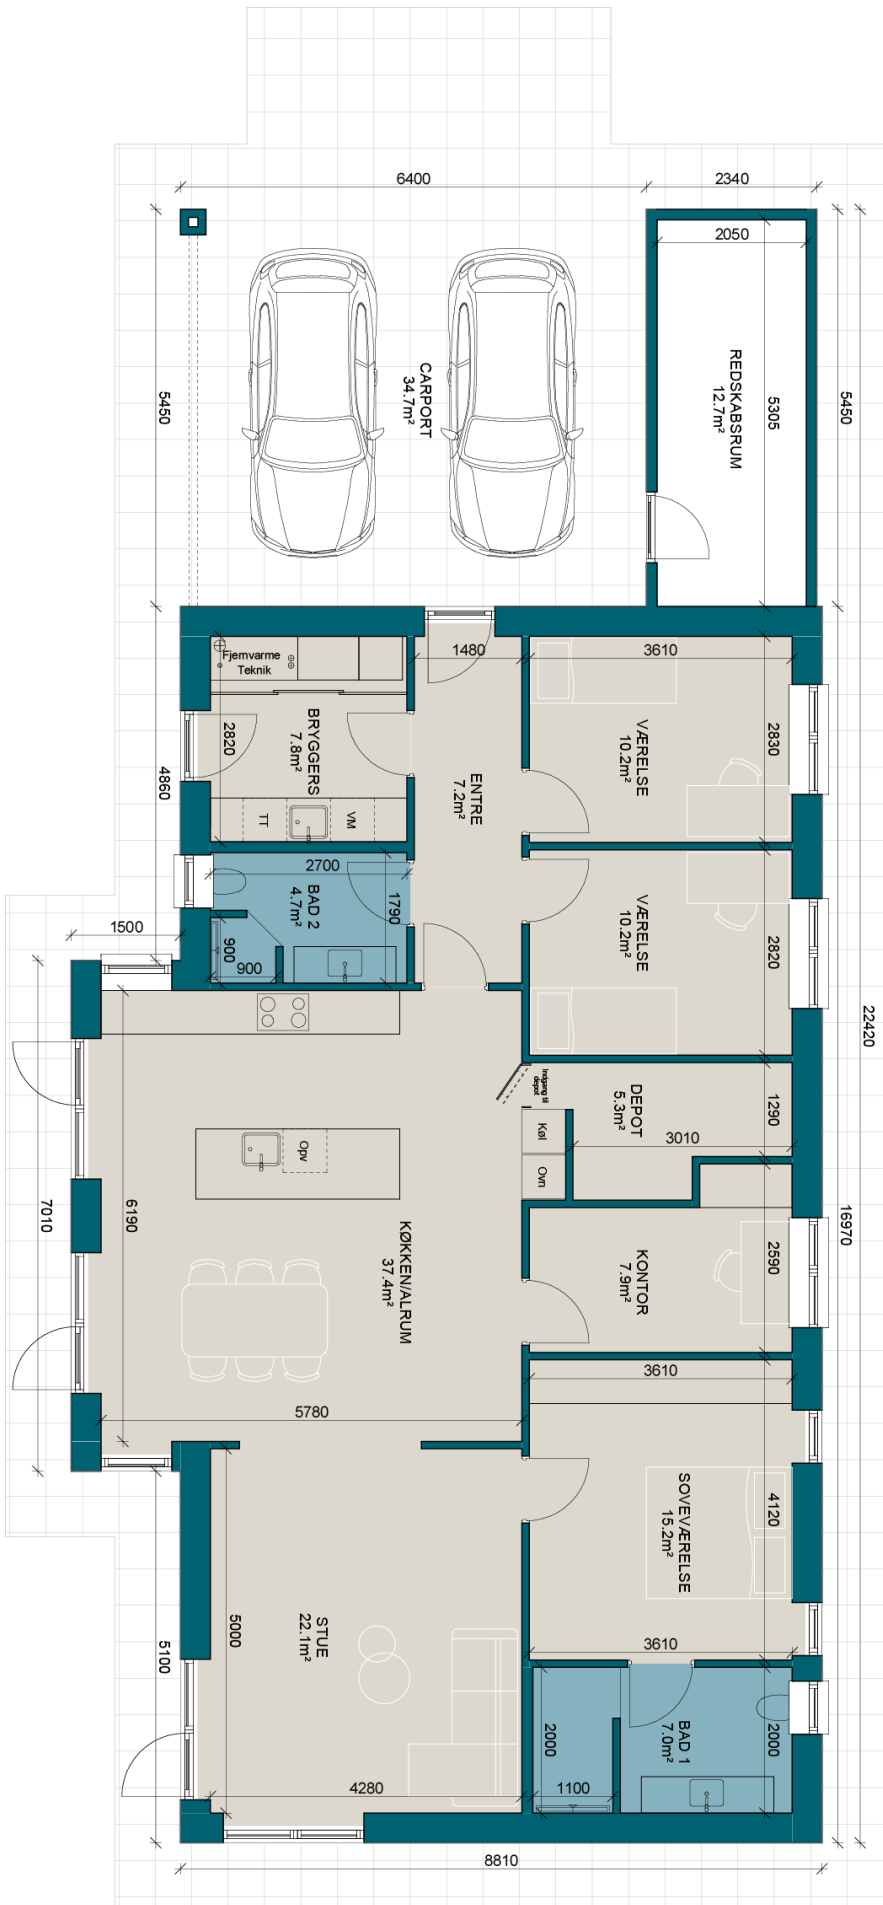 6400
2340
2050
5450
5305
5450
REDSKABSRUM
12.7m²
CARPORT
34.7m²
Fjernvarme
Teknik
1480
3610
2820
BRYGGERS
7.8m²
VÆRELSE
10.2m²
2830
4860
ENTRE
7.2m²
TT
VM
2700
1790
BAD 2
4.7m²
900
900
1500
VÆRELSE
10.2m²
2820
22420
Indgang til
depot
Køl
Ovn
DEPOT
5.3m²
1290
3010
Opv
7010
6190
KØKKEN/ALRUM
37.4m²
KONTOR
7.9m²
2590
16970
5780
3610
SOVEVÆRELSE
15.2m²
4120
3610
5100
5000
STUE
22.1m²
BAD 1
7.0m²
2000
2000
4280
1100
8810